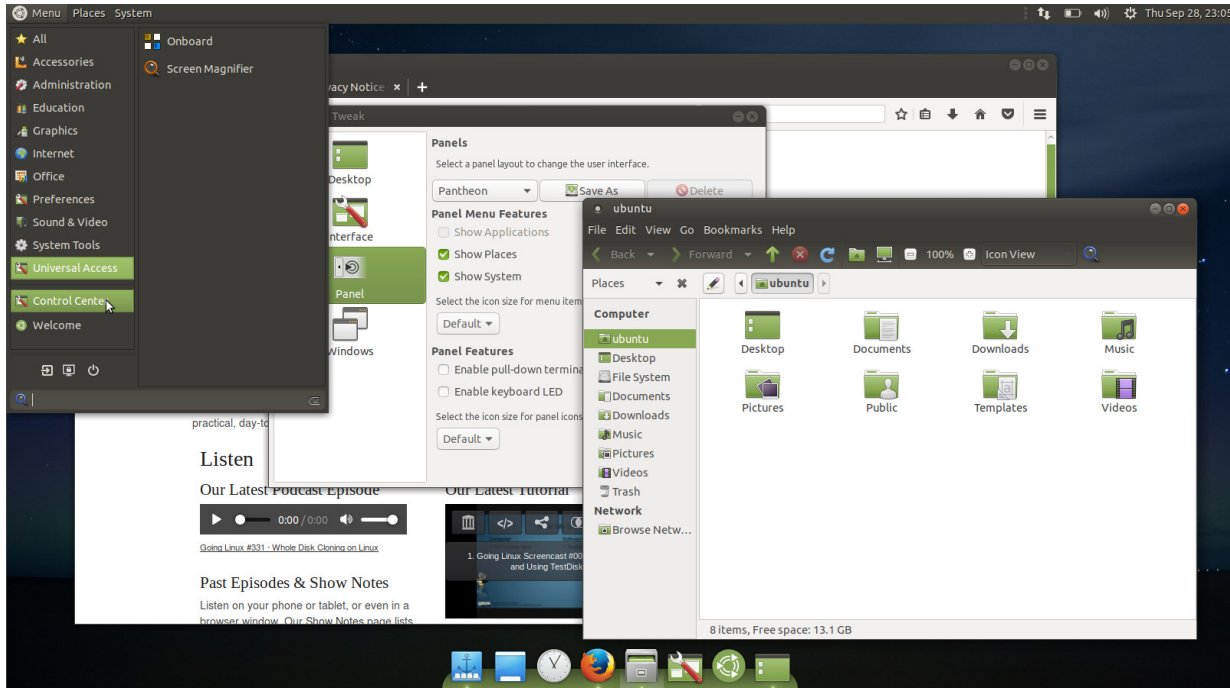 Menu Places System
Thu Sep 28, 23:05
All
Accessories
Administration
Education
Graphics
Internet
Office
Preferences
Sound & Video
System Tools
Universal Access
Control Center
Welcome
Onboard
Screen Magnifier
vacy Notice × +
Tweak
Desktop
Interface
Panel
Windows
Panels
Select a panel layout to change the user interface.
Pantheon
Save As
Delete
Panel Menu Features
Show Applications
Show Places
Show System
Select the icon size for menu item
Default
Panel Features
Enable pull-down termina
Enable keyboard LED
Select the icon size for panel icons
Default
ubuntu
File Edit View Go Bookmarks Help
Back Forward 100% Icon View
Places
ubuntu
Computer
ubuntu
Desktop
File System
Documents
Downloads
Music
Pictures
Videos
Trash
Network
Browse Netw...
Desktop
Documents
Downloads
Music
Pictures
Public
Templates
Videos
8 items, Free space: 13.1 GB
practical, day-to
Listen
Our Latest Podcast Episode
0:00 / 0:00
Going Linux #331 · Whole Disk Cloning on Linux
Past Episodes & Show Notes
Listen on your phone or tablet, or even in a
browser window. Our Show Notes page lists
Our Latest Tutorial
1. Going Linux Screencast #00
and Using TestDisk